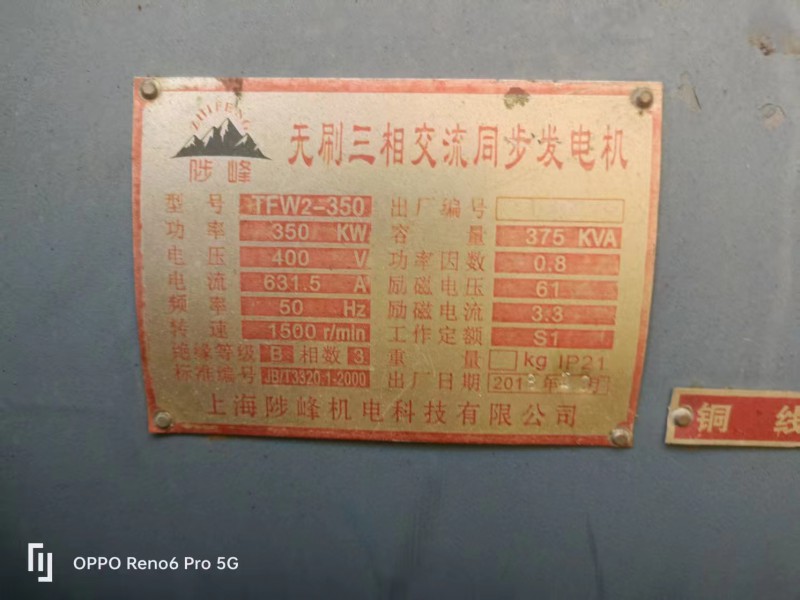 ZHIFENG
陟峰
无刷三相交流同步发电机
型号 TFW2-350 出厂编号
功率 350 KW 容量 375 KVA
电压 400 V 功率因数 0.8
电流 631.5 A 励磁电压 61
频率 50 Hz 励磁电流 3.3
转速 1500 r/min 工作定额 S1
绝缘等级 B 相数 3 重量 kg IP21
标准编号 JB/T3320.1-2000 出厂日期 201 年 月
上海陟峰机电科技有限公司
铜线
OPPO Reno6 Pro 5G